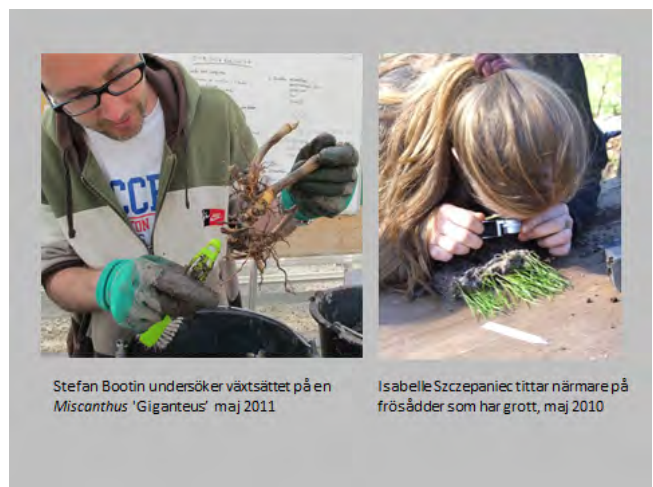 CCC
Stefan Bootin undersöker växtsättet på en
Miscanthus ‘Giganteus’ maj 2011
Isabelle Szczepaniec tittar närmare på
frösådder som har grott, maj 2010